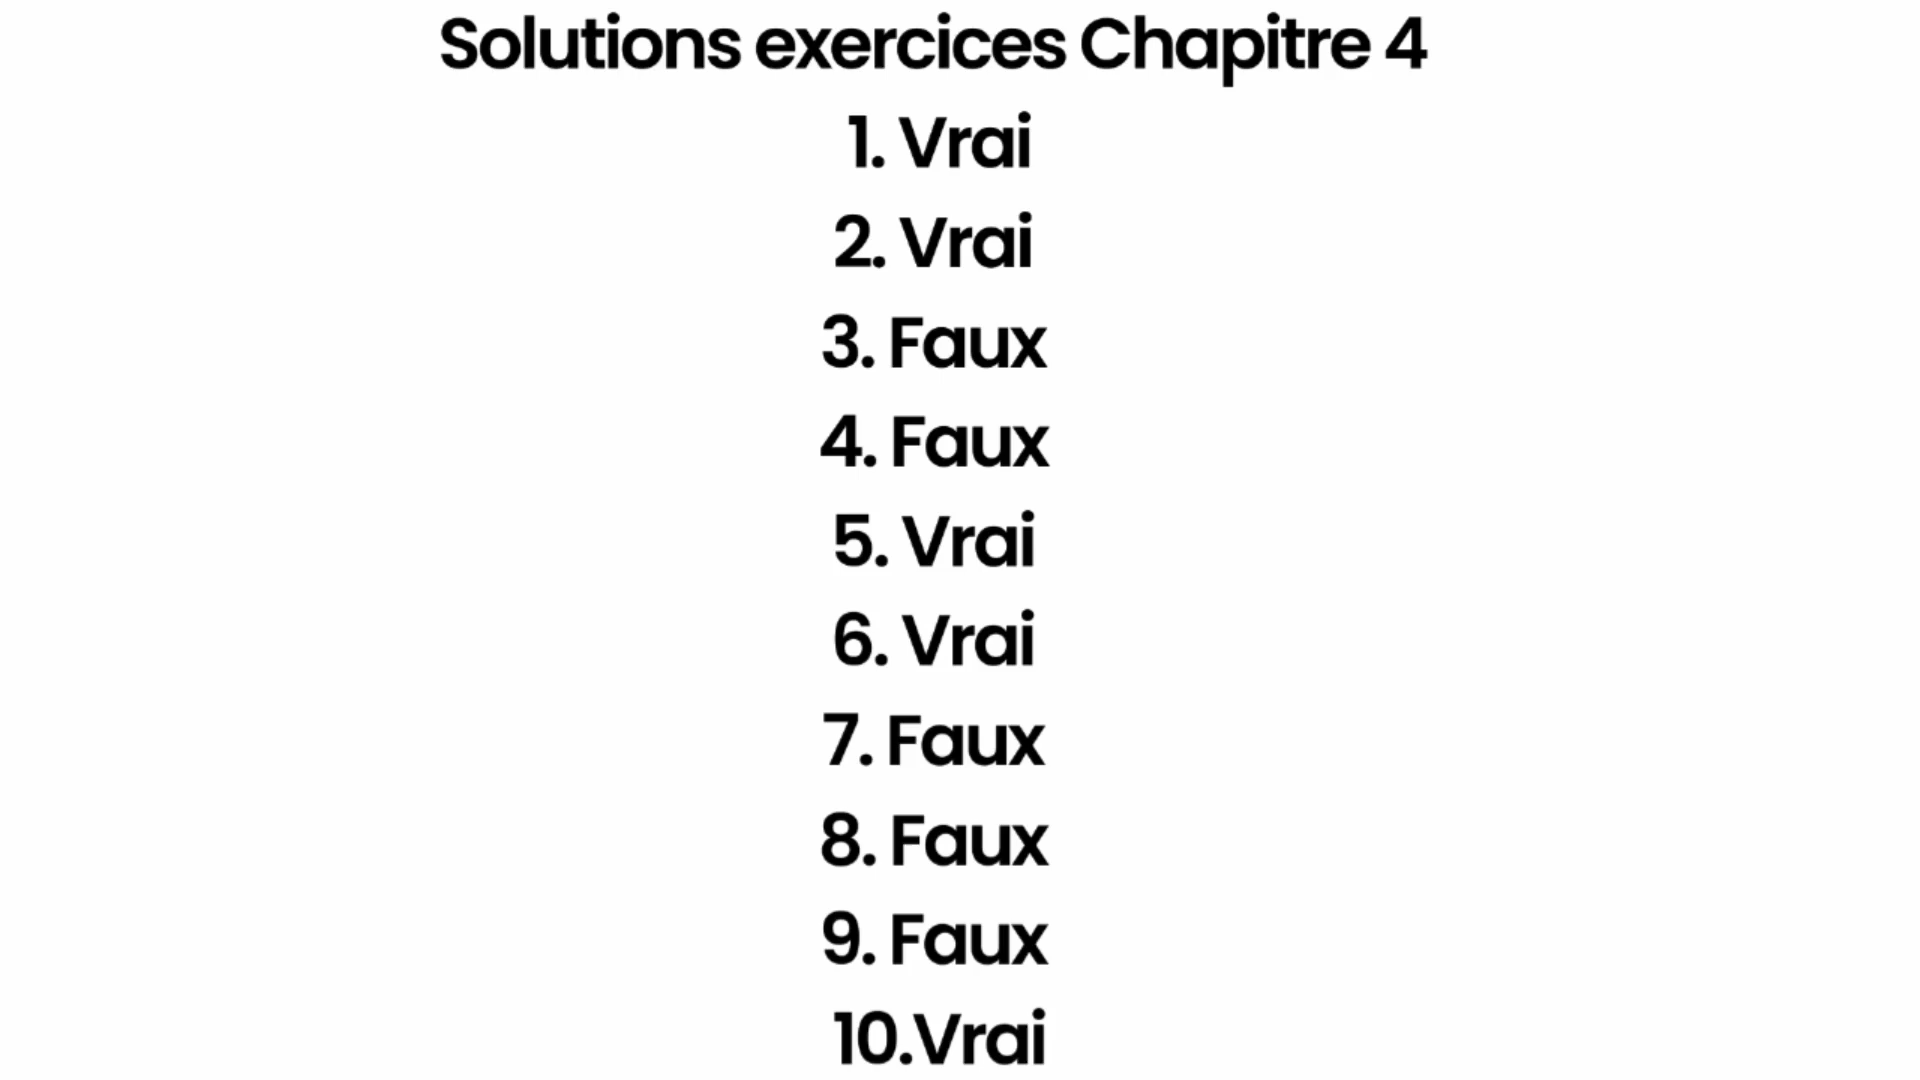 Solutions exercices Chapitre 4
1. Vrai
2. Vrai
3. Faux
4. Faux
5. Vrai
6. Vrai
7. Faux
8. Faux
9. Faux
10.Vrai